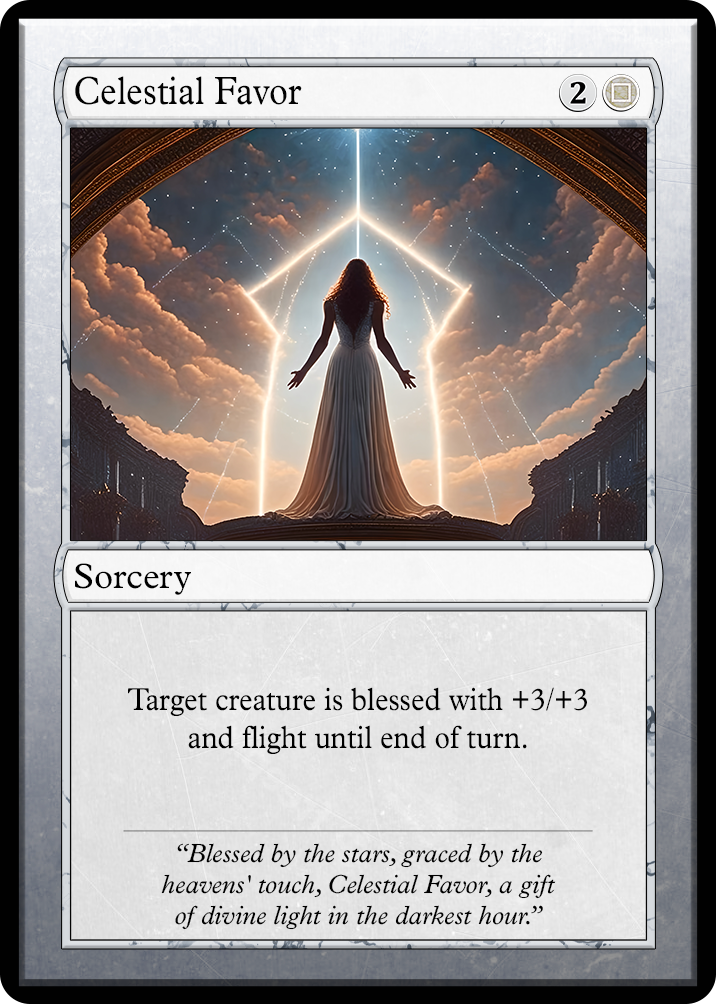 Celestial Favor 2
Sorcery
Target creature is blessed with +3/+3
and flight until end of turn.
“Blessed by the stars, graced by the
heavens' touch, Celestial Favor, a gift
of divine light in the darkest hour.”